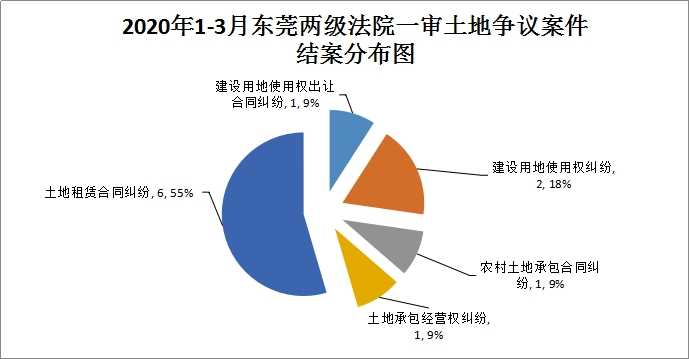 2020年1-3月东莞两级法院一审土地争议案件
结案分布图
建设用地使用权出让
合同纠纷, 1, 9%
建设用地使用权纠纷,
2, 18%
土地租赁合同纠纷, 6, 55%
农村土地承包合同纠
纷, 1, 9%
土地承包经营权纠纷,
1, 9%